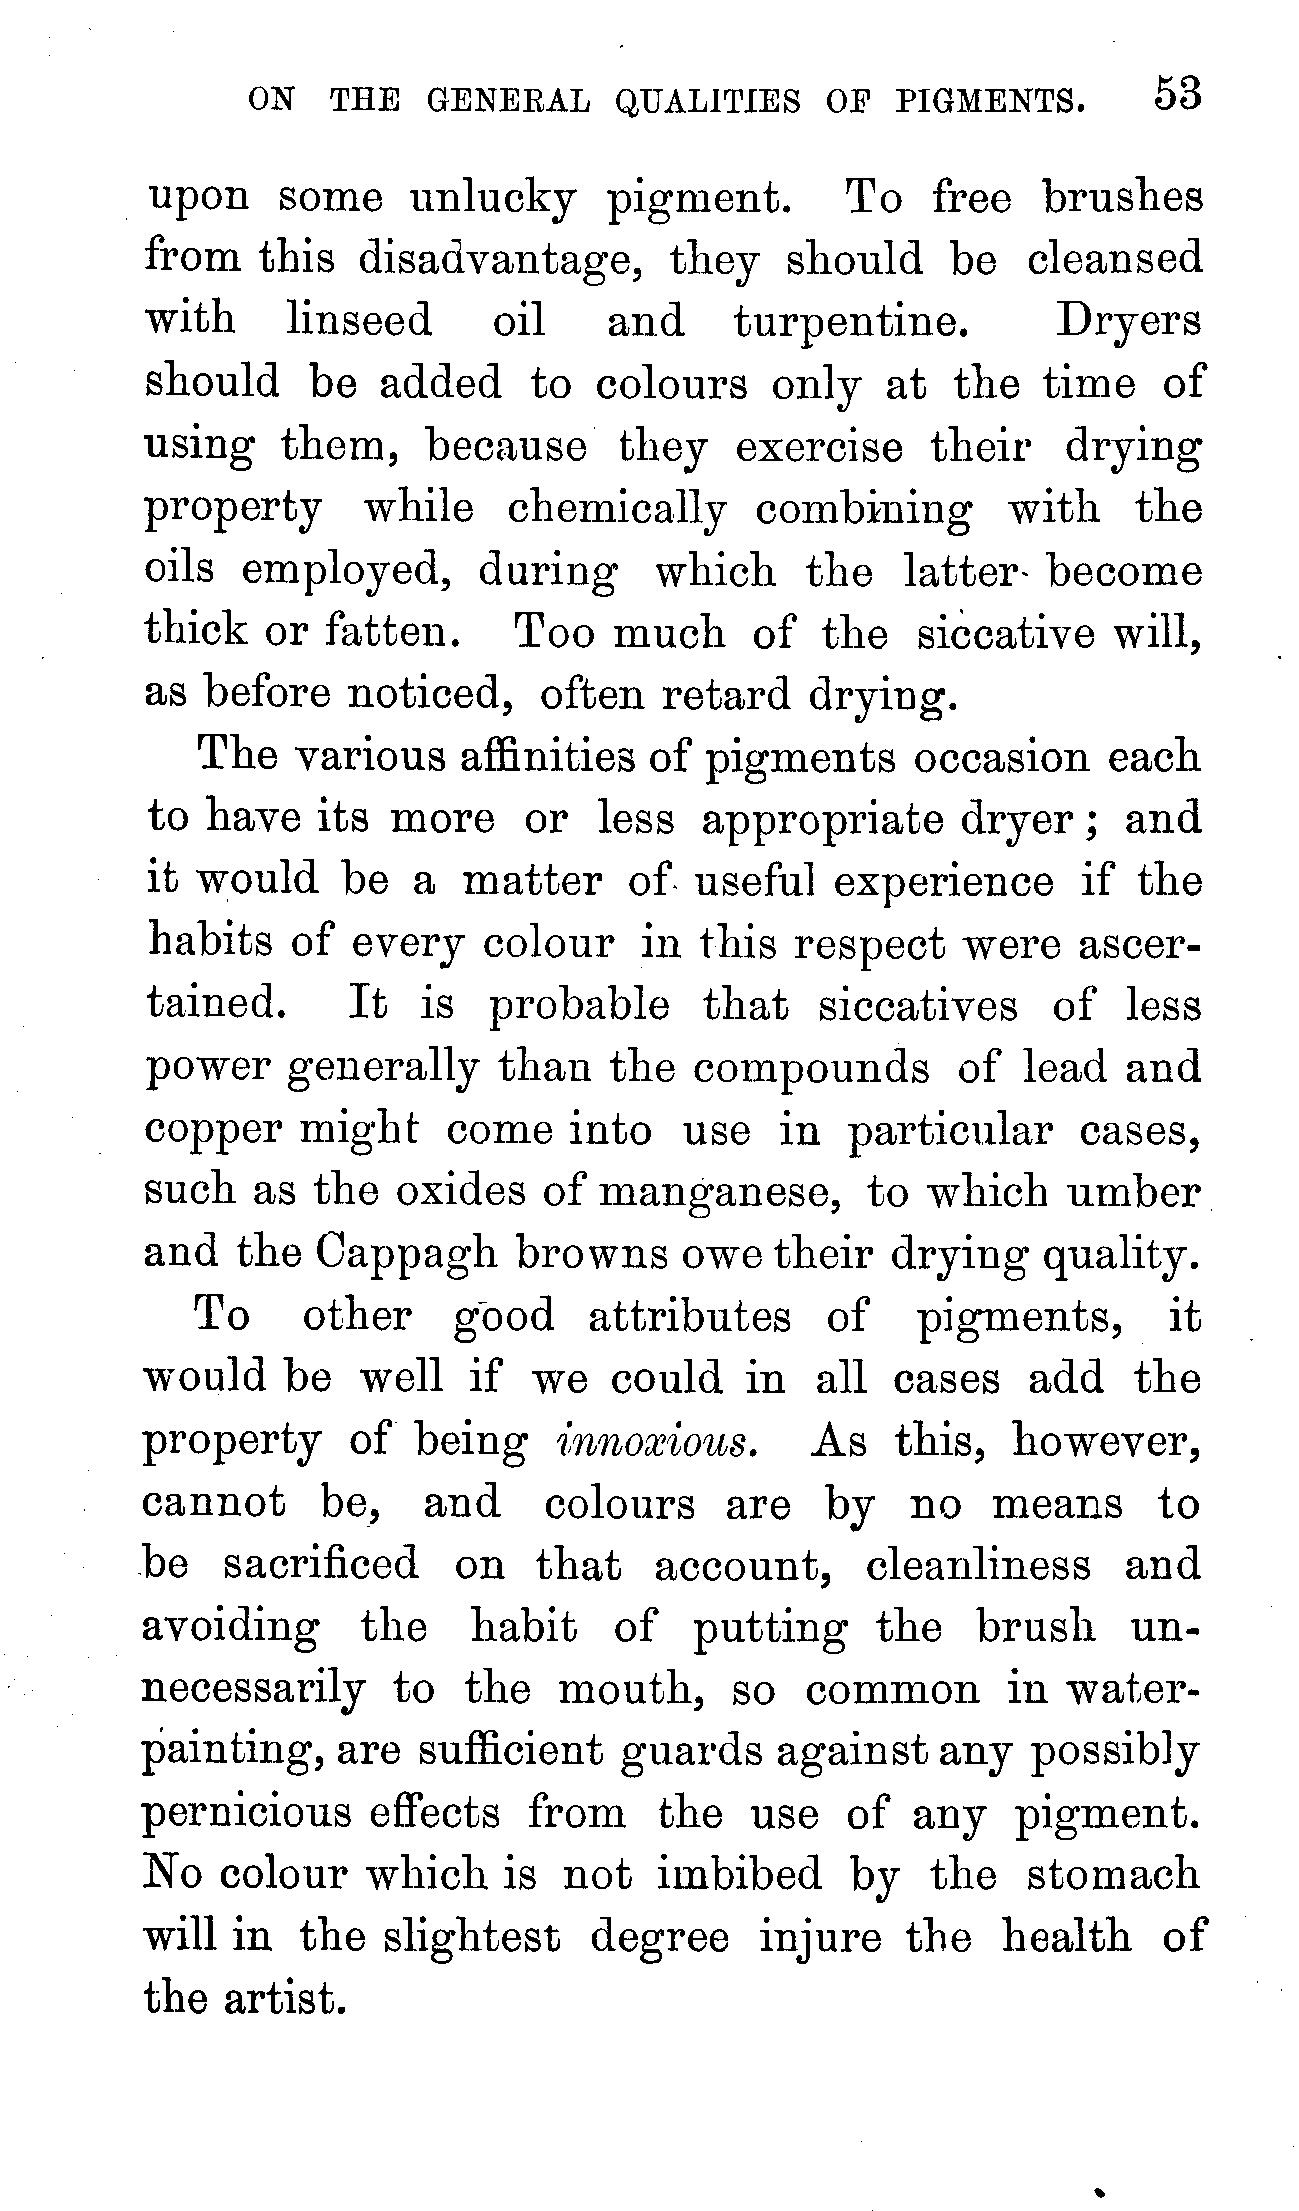 ON THE GENERAL QUALITIES OF PIGMENTS. 53
upon some unlucky pigment. To free brushes
from this disadvantage, they should be cleansed
with linseed oil and turpentine. Dryers
should be added to colours only at the time of
using them, because they exercise their drying
property while chemically combining with the
oils employed, during which the latter become
thick or fatten. Too much of the siccative will,
as before noticed, often retard drying.
The various affinities of pigments occasion each
to have its more or less appropriate dryer; and
it would be a matter of useful experience if the
habits of every colour in this respect were ascer-
tained. It is probable that siccatives of less
power generally than the compounds of lead and
copper might come into use in particular cases,
such as the oxides of manganese, to which umber
and the Cappagh browns owe their drying quality.
To other good attributes of pigments, it
would be well if we could in all cases add the
property of being innoxious. As this, however,
cannot be, and colours are by no means to
be sacrificed on that account, cleanliness and
avoiding the habit of putting the brush un-
necessarily to the mouth, so common in water-
painting, are sufficient guards against any possibly
pernicious effects from the use of any pigment.
No colour which is not imbibed by the stomach
will in the slightest degree injure the health of
the artist.